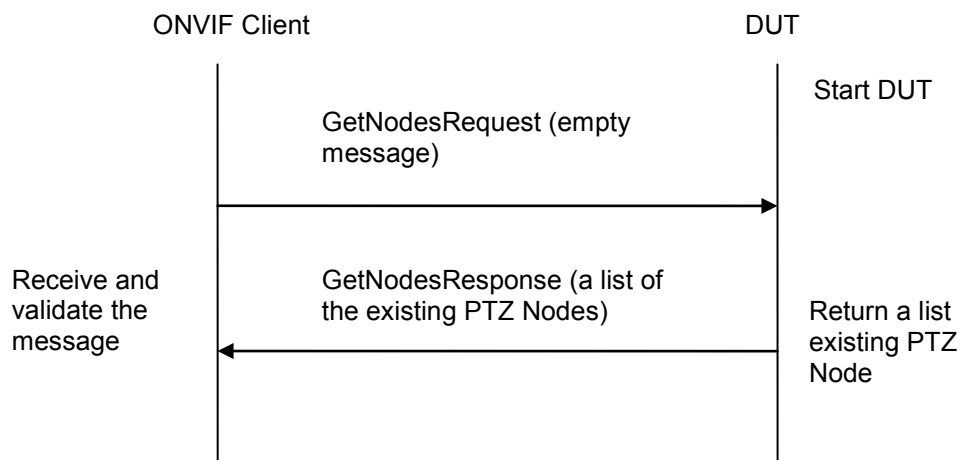 ONVIF Client
DUT
Start DUT
GetNodesRequest (empty
message)
Receive and
validate the
message
GetNodesResponse (a list of
the existing PTZ Nodes)
Return a list
existing PTZ
Node